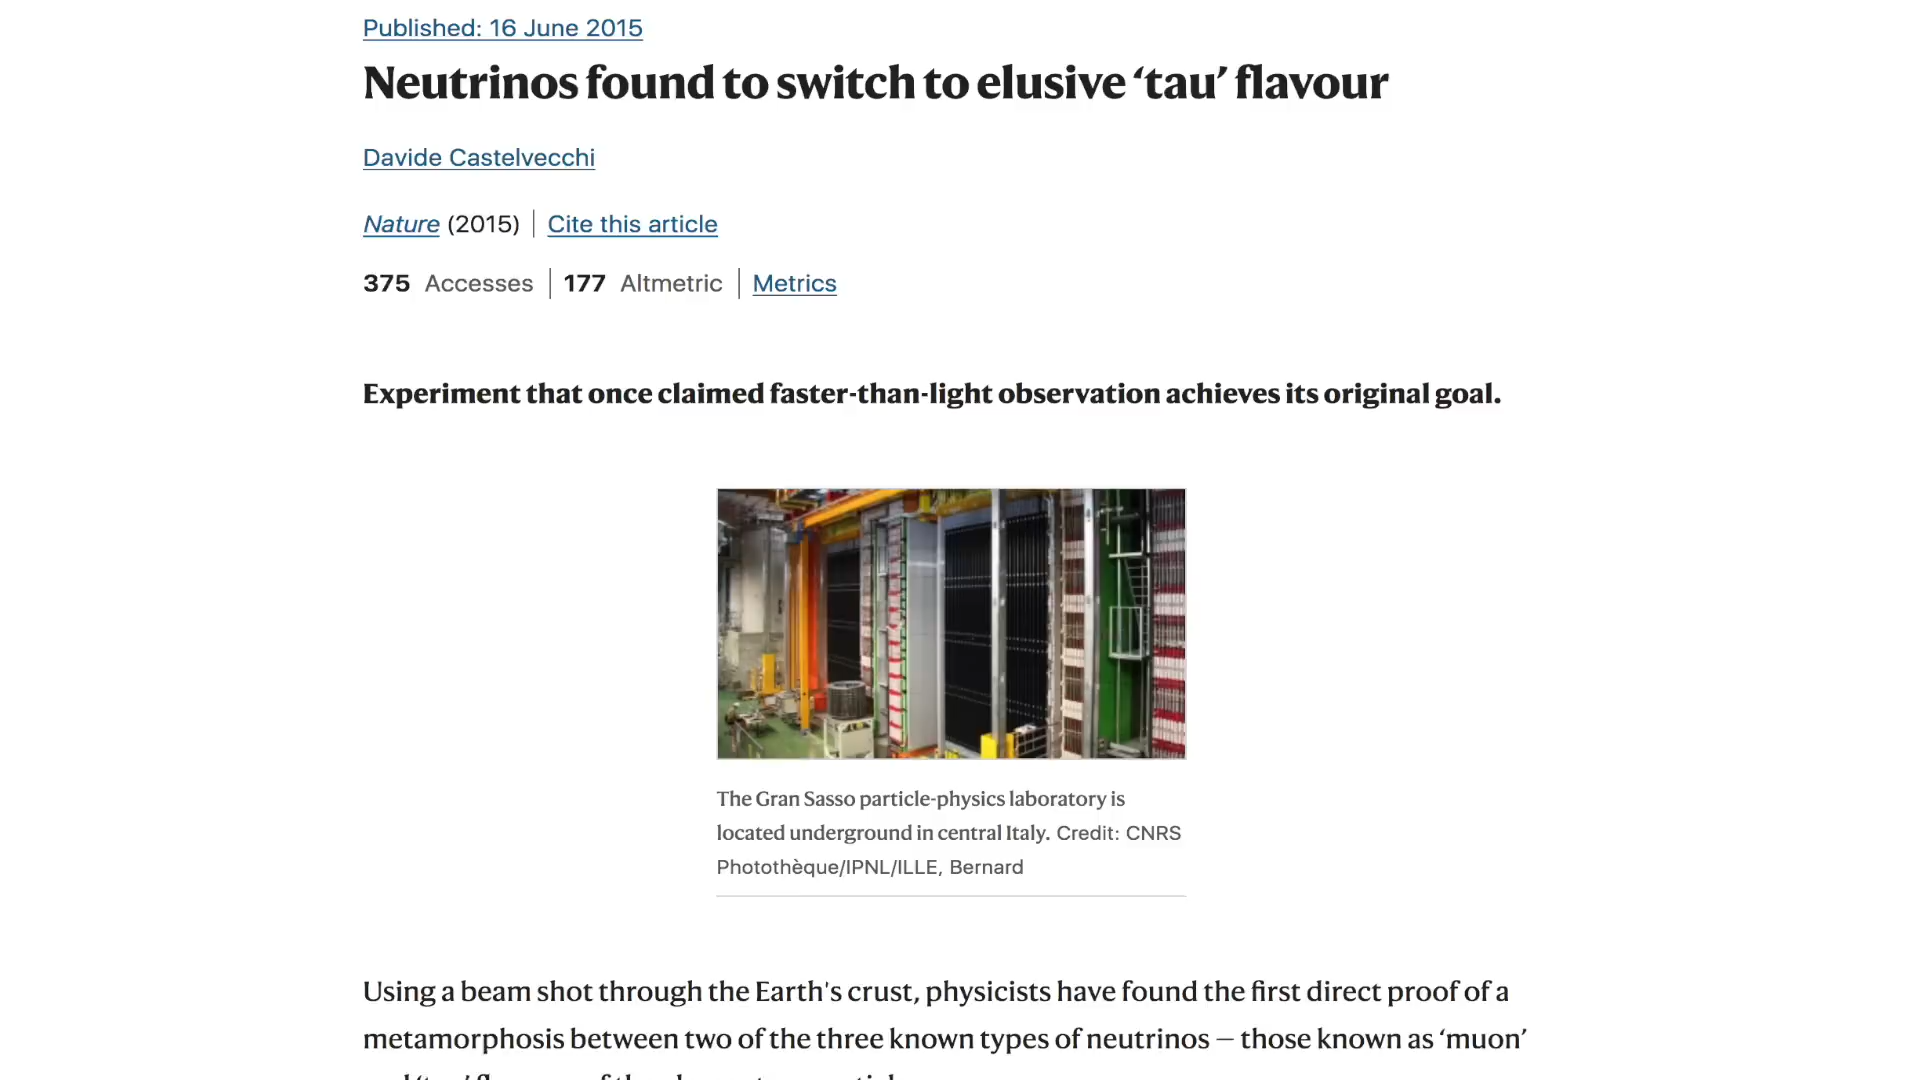 Published: 16 June 2015
Neutrinos found to switch to elusive ‘tau’ flavour
Davide Castelvecchi
Nature (2015) | Cite this article
375 Accesses | 177 Altmetric | Metrics
Experiment that once claimed faster-than-light observation achieves its original goal.
The Gran Sasso particle-physics laboratory is
located underground in central Italy. Credit: CNRS
Photothèque/IPNL/ILLE, Bernard
Using a beam shot through the Earth's crust, physicists have found the first direct proof of a
metamorphosis between two of the three known types of neutrinos — those known as ‘muon’